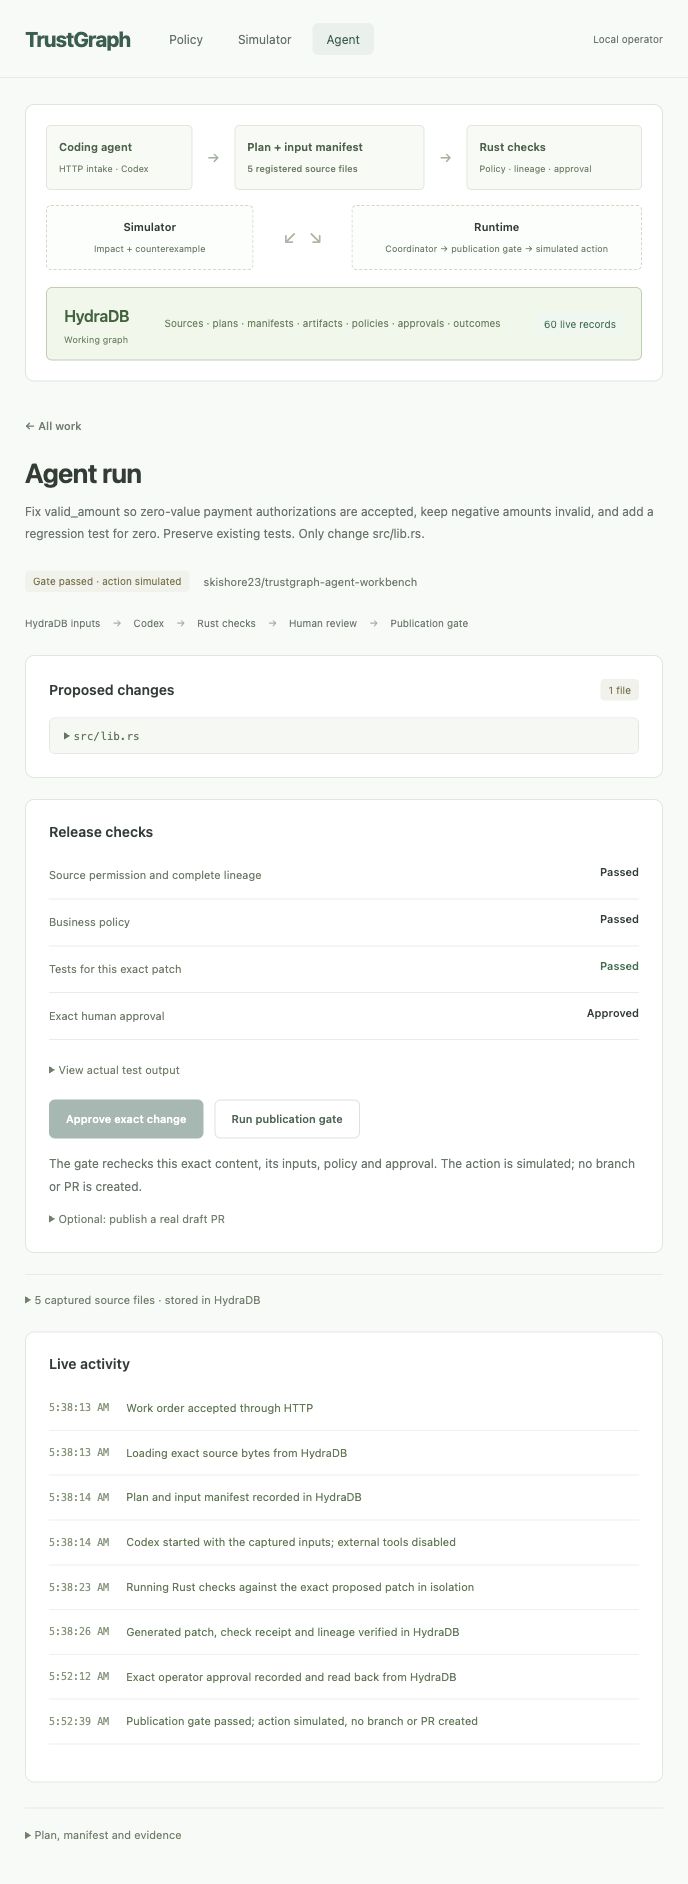 TrustGraph Policy Simulator Agent Local operator
Coding agent
HTTP intake · Codex
→
Plan + input manifest
5 registered source files
→
Rust checks
Policy · lineage · approval
Simulator
Impact + counterexample
↙ ↘
Runtime
Coordinator → publication gate → simulated action
HydraDB
Working graph
Sources · plans · manifests · artifacts · policies · approvals · outcomes
60 live records
← All work
Agent run
Fix valid_amount so zero-value payment authorizations are accepted, keep negative amounts invalid, and add a
regression test for zero. Preserve existing tests. Only change src/lib.rs.
Gate passed · action simulated skishore23/trustgraph-agent-workbench
HydraDB inputs → Codex → Rust checks → Human review → Publication gate
Proposed changes 1 file
▶ src/lib.rs
Release checks
Source permission and complete lineage Passed
Business policy Passed
Tests for this exact patch Passed
Exact human approval Approved
▶ View actual test output
Approve exact change Run publication gate
The gate rechecks this exact content, its inputs, policy and approval. The action is simulated; no branch
or PR is created.
▶ Optional: publish a real draft PR
▶ 5 captured source files · stored in HydraDB
Live activity
5:38:13 AM Work order accepted through HTTP
5:38:13 AM Loading exact source bytes from HydraDB
5:38:14 AM Plan and input manifest recorded in HydraDB
5:38:14 AM Codex started with the captured inputs; external tools disabled
5:38:23 AM Running Rust checks against the exact proposed patch in isolation
5:38:26 AM Generated patch, check receipt and lineage verified in HydraDB
5:52:12 AM Exact operator approval recorded and read back from HydraDB
5:52:39 AM Publication gate passed; action simulated, no branch or PR created
▶ Plan, manifest and evidence